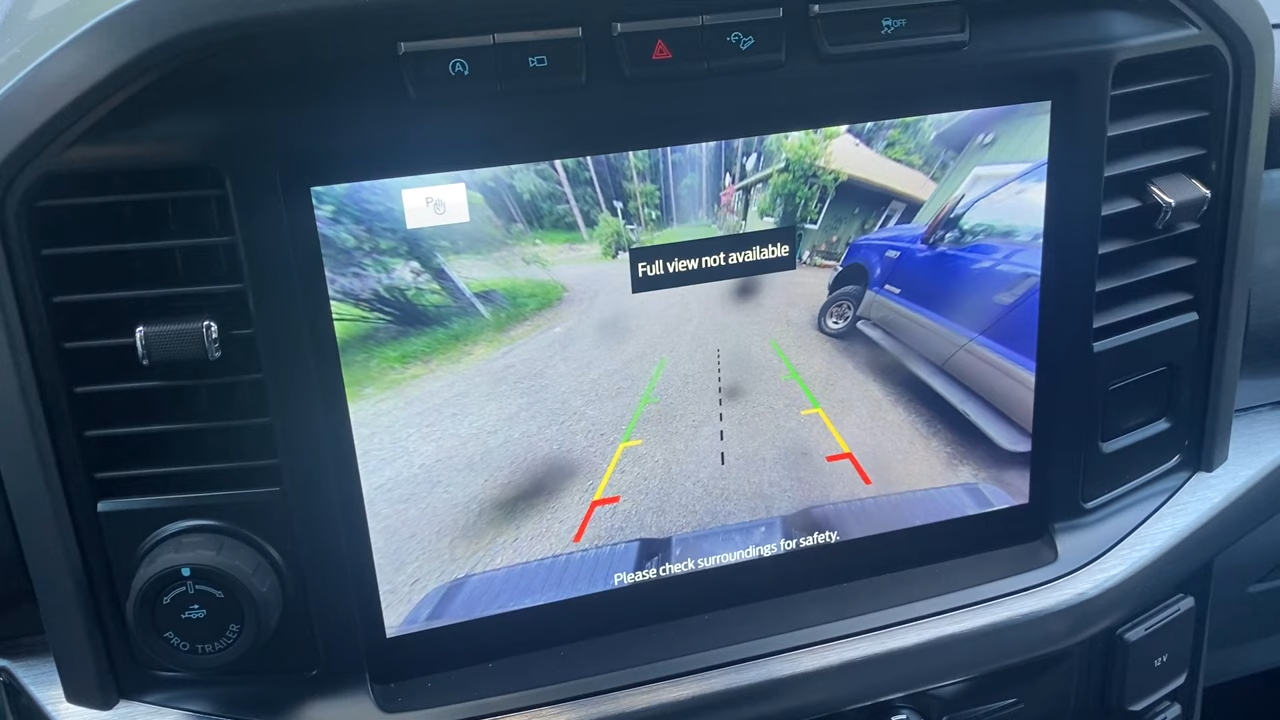 A
OFF
P
Full view not available
Please check surroundings for safety.
PRO TRAILER
12 V